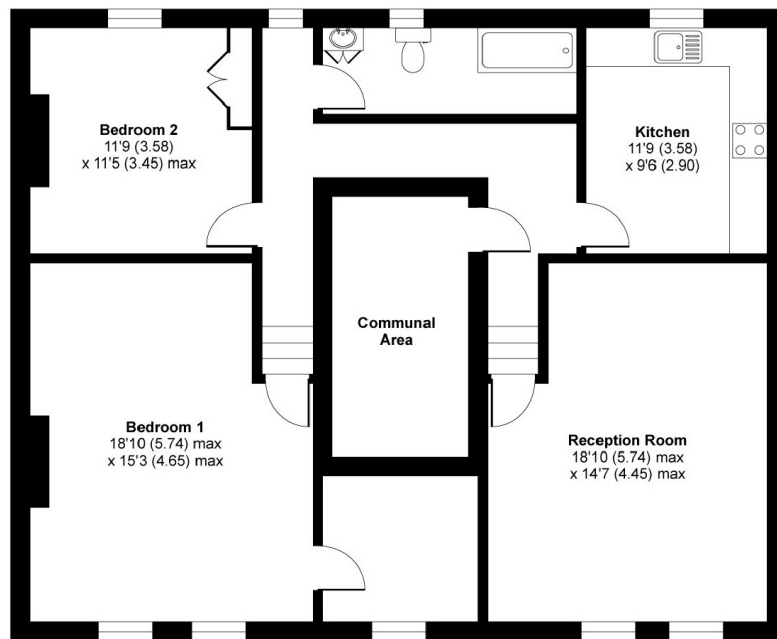 Bedroom 2
11'9 (3.58)
x 11'5 (3.45) max
Kitchen
11'9 (3.58)
x 9'6 (2.90)
Communal
Area
Bedroom 1
18'10 (5.74) max
x 15'3 (4.65) max
Reception Room
18'10 (5.74) max
x 14'7 (4.45) max